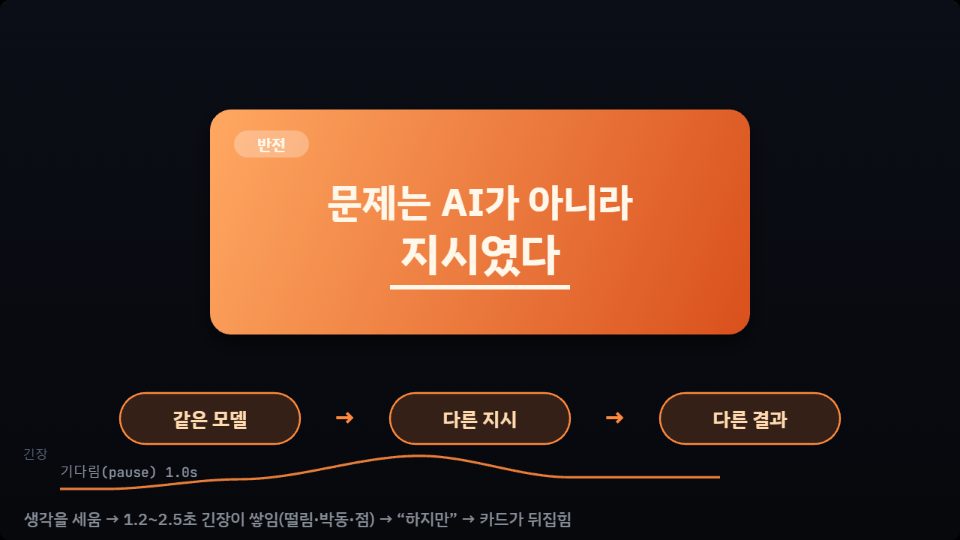 반전
문제는 AI가 아니라
지시였다
같은 모델 → 다른 지시 → 다른 결과
긴장
기다림(pause) 1.0s
생각을 세움 → 1.2~2.5초 긴장이 쌓임(떨림·박동·점) → “하지만” → 카드가 뒤집힘